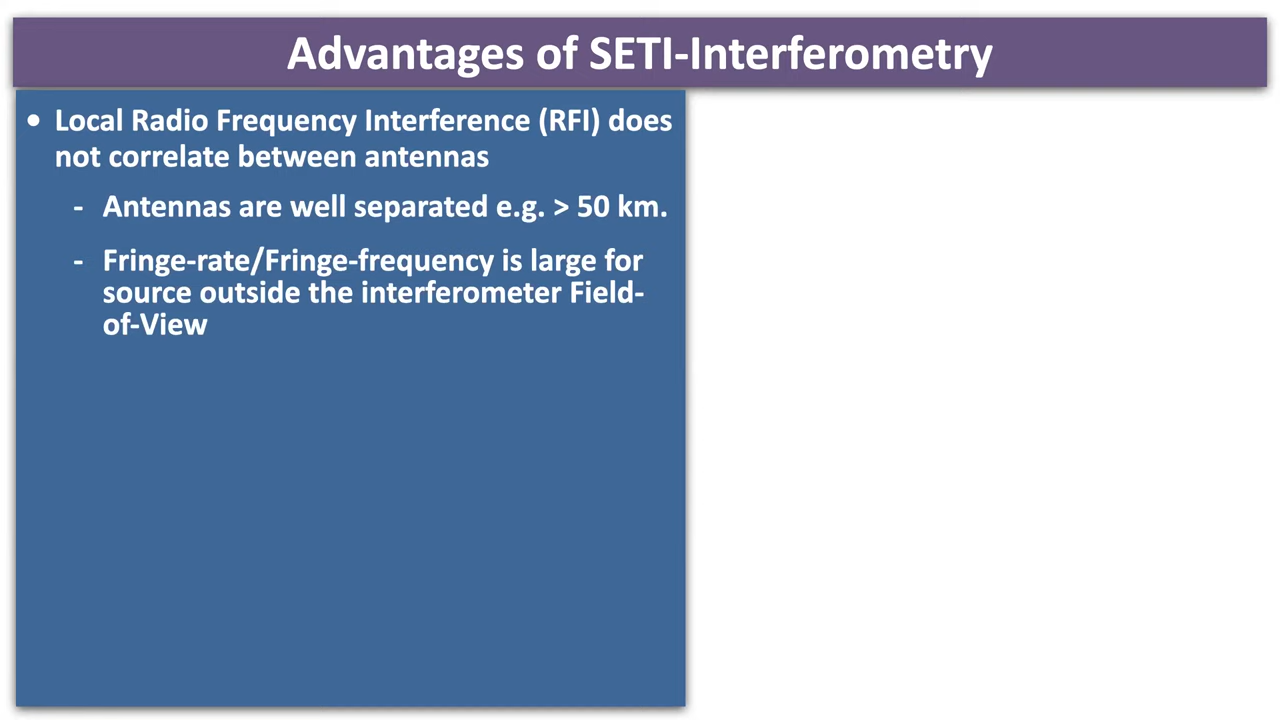 Advantages of SETI-Interferometry
• Local Radio Frequency Interference (RFI) does
not correlate between antennas
- Antennas are well separated e.g. > 50 km.
- Fringe-rate/Fringe-frequency is large for
source outside the interferometer Field-
of-View